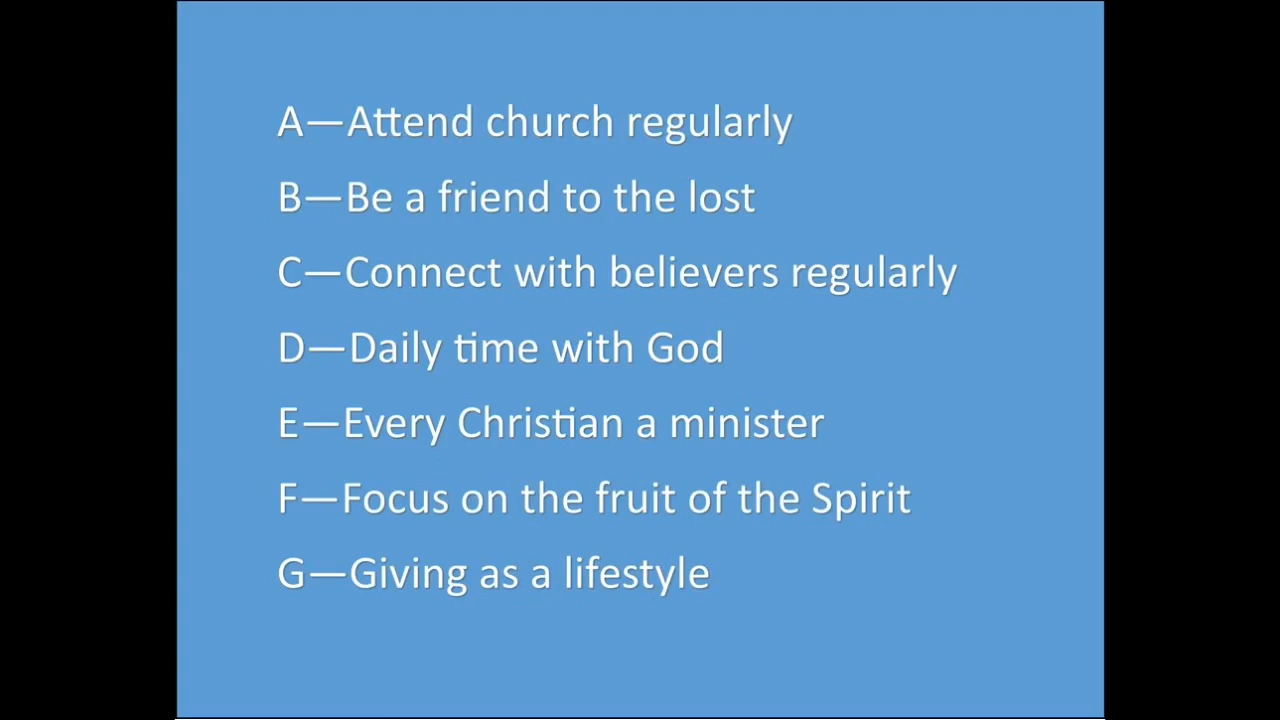 A—Attend church regularly
B—Be a friend to the lost
C—Connect with believers regularly
D—Daily time with God
E—Every Christian a minister
F—Focus on the fruit of the Spirit
G—Giving as a lifestyle